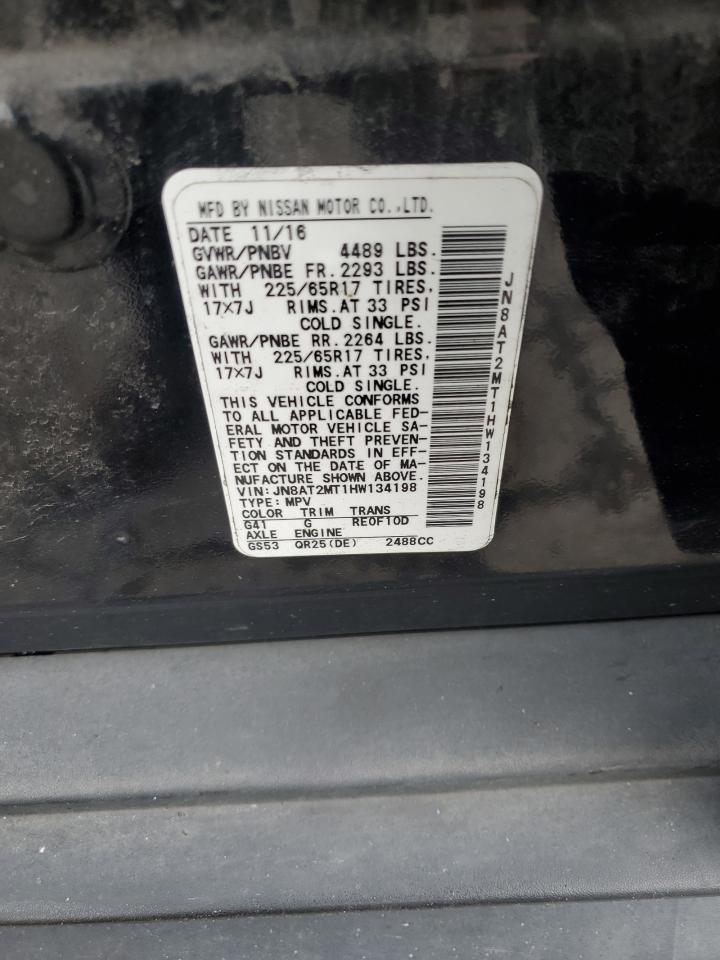 MFD BY NISSAN MOTOR CO.,LTD.
DATE 11/16
GVWR/PNBV 4489 LBS.
GAWR/PNBE FR. 2293 LBS.
WITH 225/65R17 TIRES,
17×7J RIMS.AT 33 PSI
COLD SINGLE.
GAWR/PNBE RR. 2264 LBS.
WITH 225/65R17 TIRES,
17×7J RIMS.AT 33 PSI
COLD SINGLE.
THIS VEHICLE CONFORMS
TO ALL APPLICABLE FED-
ERAL MOTOR VEHICLE SA-
FETY AND THEFT PREVEN-
TION STANDARDS IN EFF-
ECT ON THE DATE OF MA-
NUFACTURE SHOWN ABOVE.
VIN:JN8AT2MT1HW134198
TYPE:MPV
COLOR TRIM TRANS
G41 G RE0F10D
AXLE ENGINE
GS53 QR25(DE) 2488CC
JN8AT2MT1HW134198